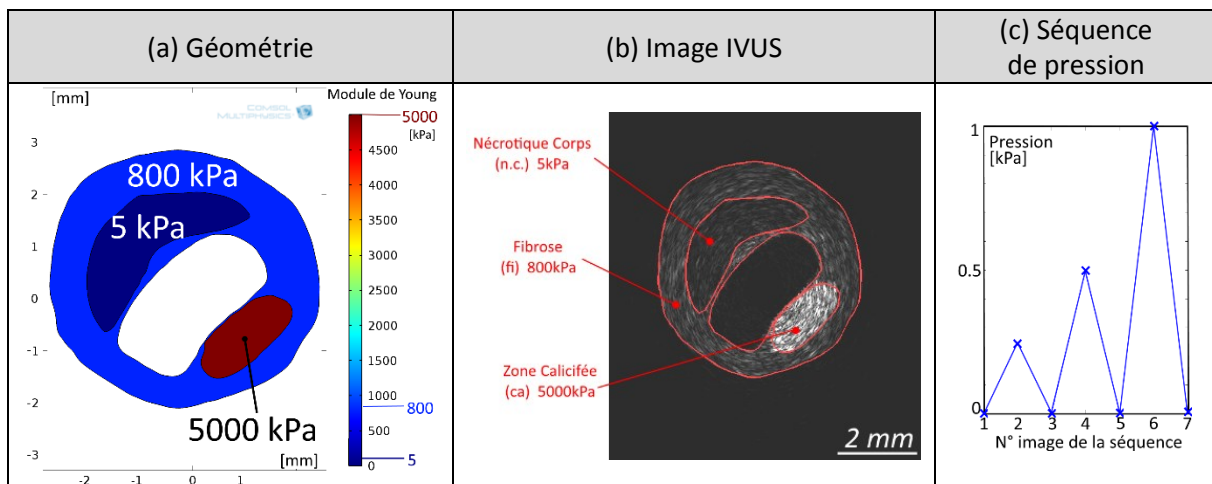 (a) Géométrie
(b) Image IVUS
(c) Séquence
de pression
[mm]
COMSOL
MULTIPHYSICS
Module de Young
5000
[kPa]
4500
4000
3500
3000
2500
2000
1500
1000
800
500
5
0
3
2
1
0
-1
-2
-3
-2
-1
0
1
[mm]
800 kPa
5 kPa
5000 kPa
Nécrotique Corps
(n.c.) 5kPa
Fibrose
(fi) 800kPa
Zone Calicifée
(ca) 5000kPa
2 mm
Pression
[kPa]
1
0.5
0
1 2 3 4 5 6 7
N° image de la séquence